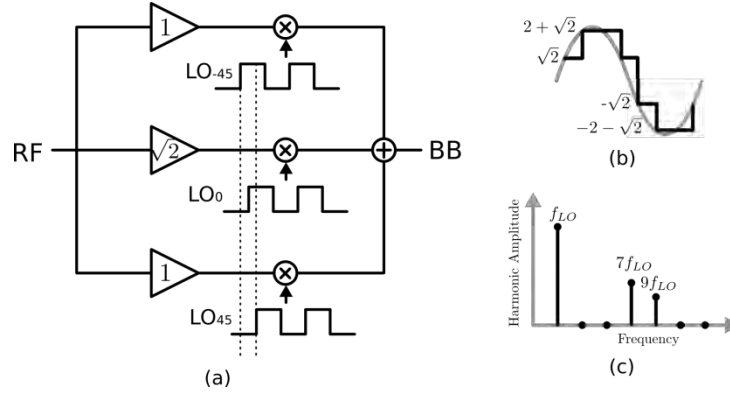 1
LO-45
RF
√2
BB
LO0
1
LO45
(a)
2 + √2
√2
-√2
−2 − √2
(b)
Harmonic Amplitude
fLO
7fLO
9fLO
Frequency
(c)